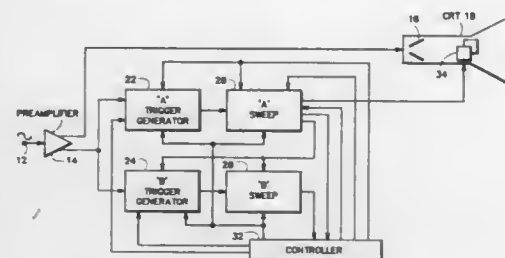 16
CRT 18
34
22
26
PREAMPLIFIER
"A"
TRIGGER
GENERATOR
"A"
SWEEP
12
14
24
28
"B"
TRIGGER
GENERATOR
"B"
SWEEP
32
CONTROLLER